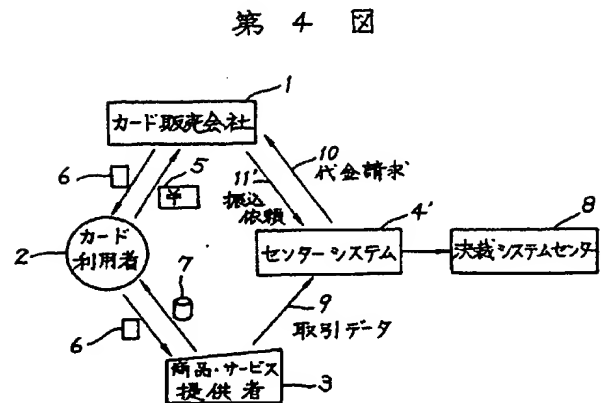 第4図
1
カード販売会社
6
5
¥
11'
振込
依頼
10
代金請求
4'
8
2
カード
利用者
7
センターシステム
決裁システムセンター
6
9
取引データ
商品・サービス
提供者
3